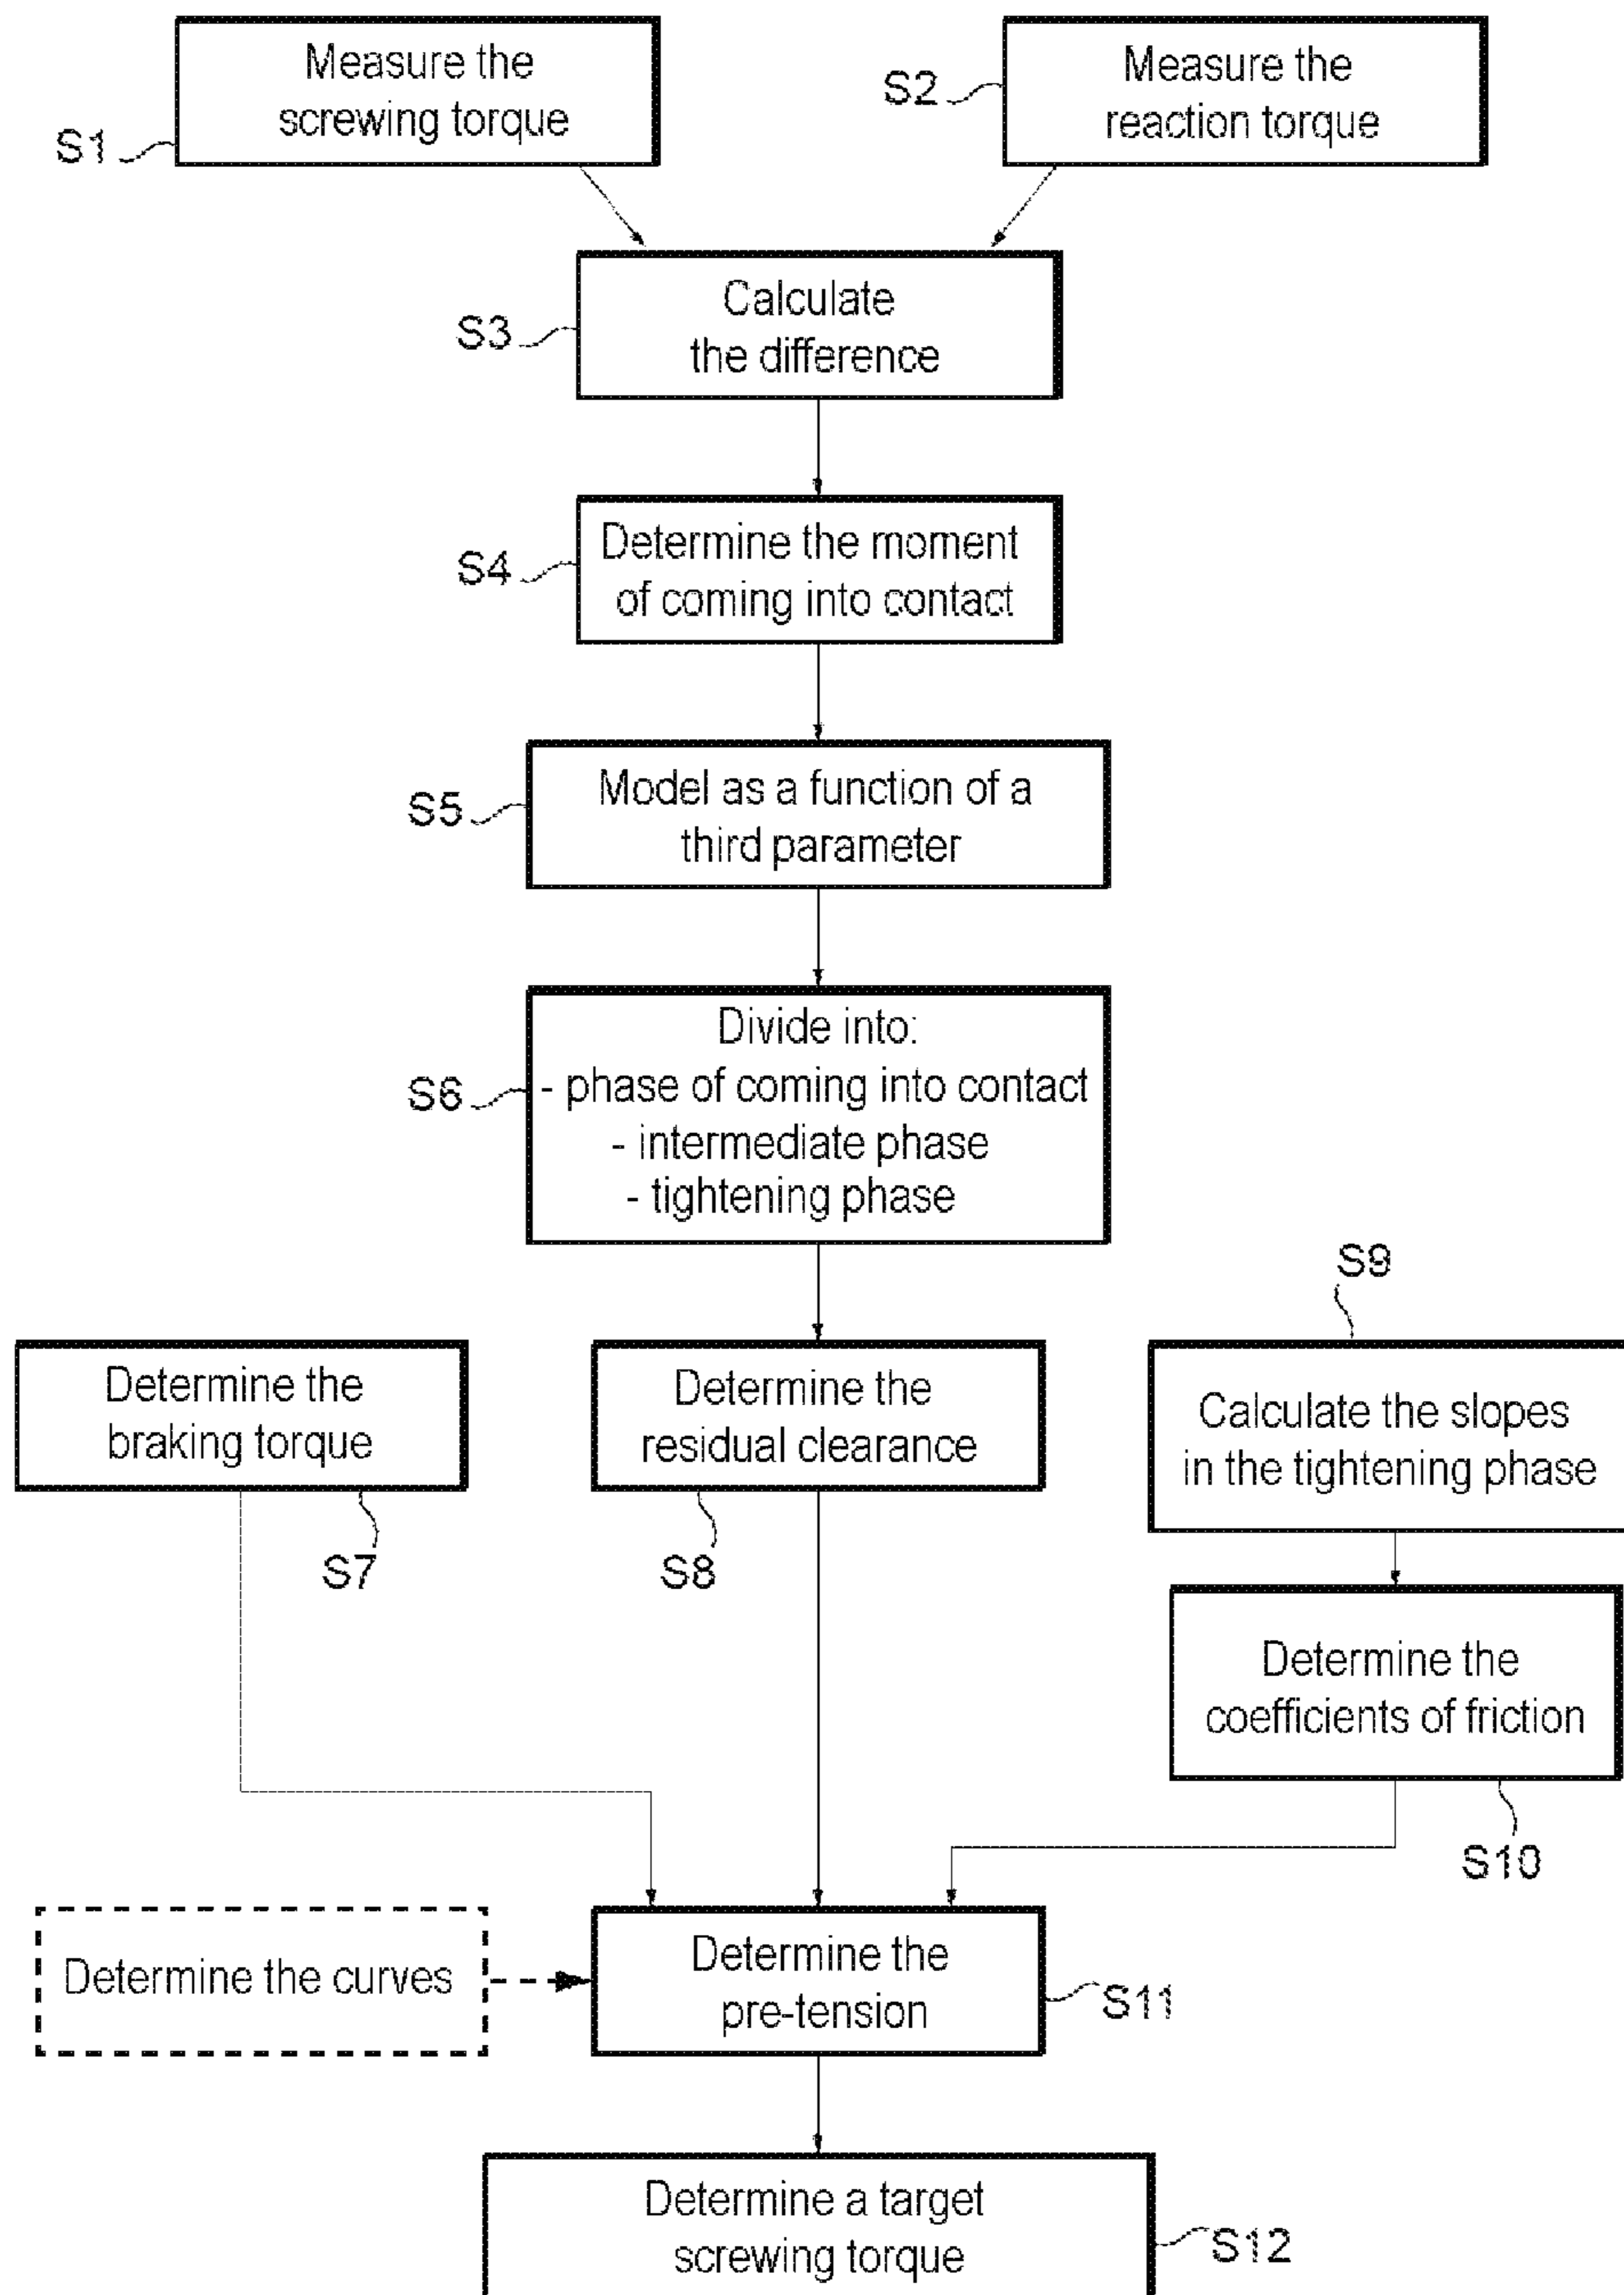 Measure the
screwing torque
S1
Measure the
reaction torque
S2
Calculate
the difference
S3
Determine the moment
of coming into contact
S4
Model as a function of a
third parameter
S5
Divide into:
- phase of coming into contact
- intermediate phase
- tightening phase
S6
Determine the
braking torque
S7
Determine the
residual clearance
S8
S9
Calculate the slopes
in the tightening phase
Determine the
coefficients of friction
S10
Determine the curves
Determine the
pre-tension
S11
Determine a target
screwing torque
S12